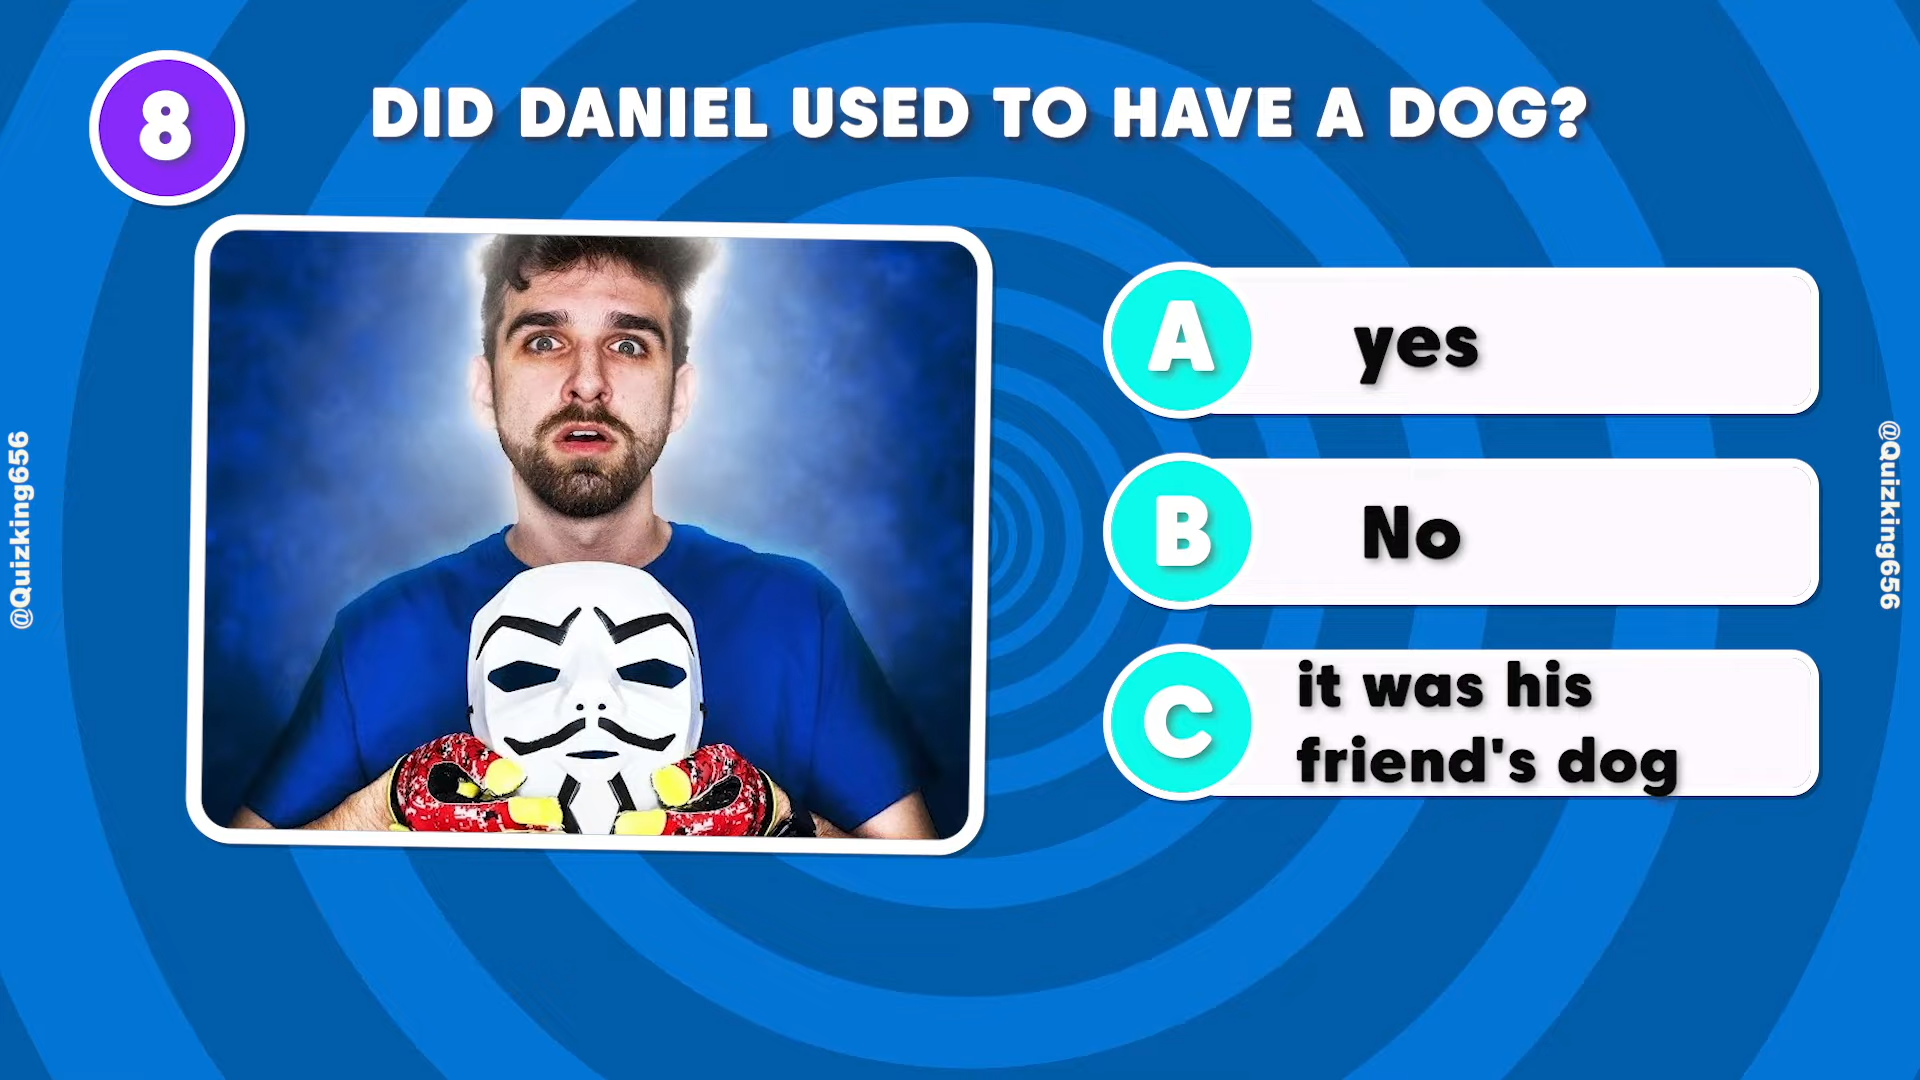 8
DID DANIEL USED TO HAVE A DOG?
A yes
B No
C it was his
friend's dog
@Quizking656
@Quizking656